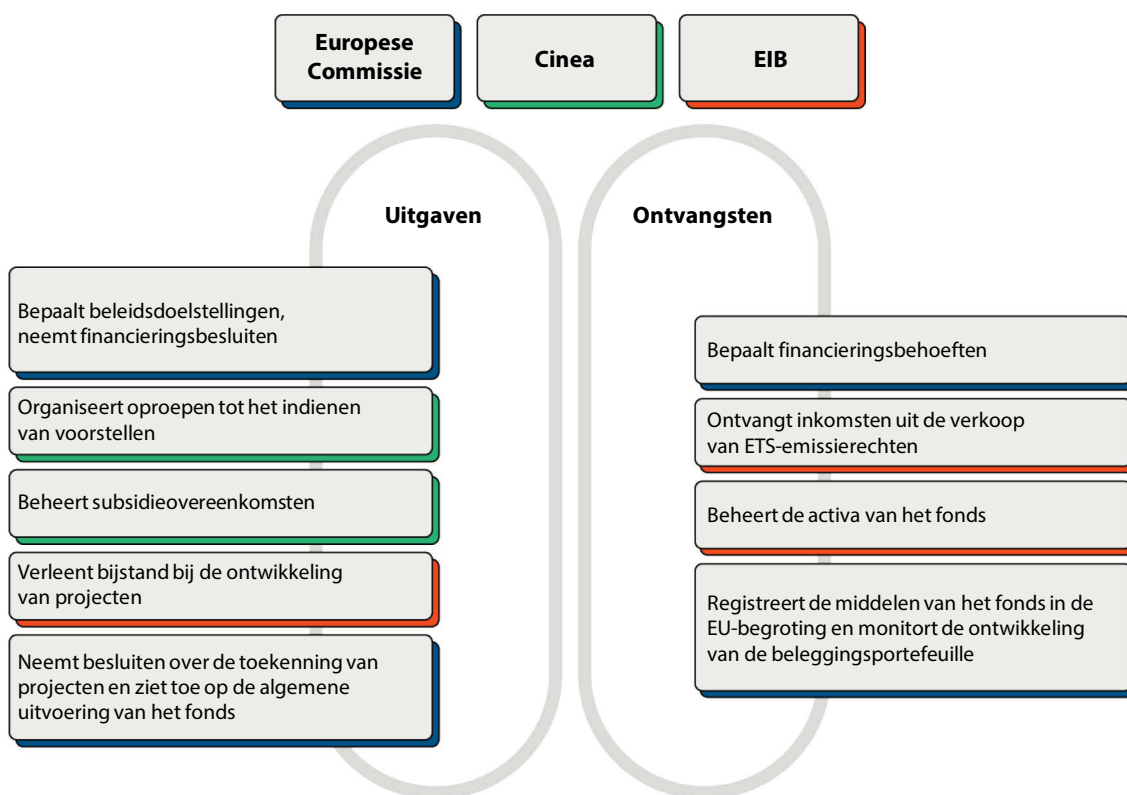 Europese
Commissie
Cinea
EIB
Uitgaven
Ontvangsten
Bepaalt beleidsdoelstellingen,
neemt financieringsbesluiten
Organiseert oproepen tot het indienen
van voorstellen
Beheert subsidieovereenkomsten
Verleent bijstand bij de ontwikkeling
van projecten
Neemt besluiten over de toekenning van
projecten en ziet toe op de algemene
uitvoering van het fonds
Bepaalt financieringsbehoeften
Ontvangt inkomsten uit de verkoop
van ETS-emissierechten
Beheert de activa van het fonds
Registreert de middelen van het fonds in de
EU-begroting en monitort de ontwikkeling
van de beleggingsportefeuille